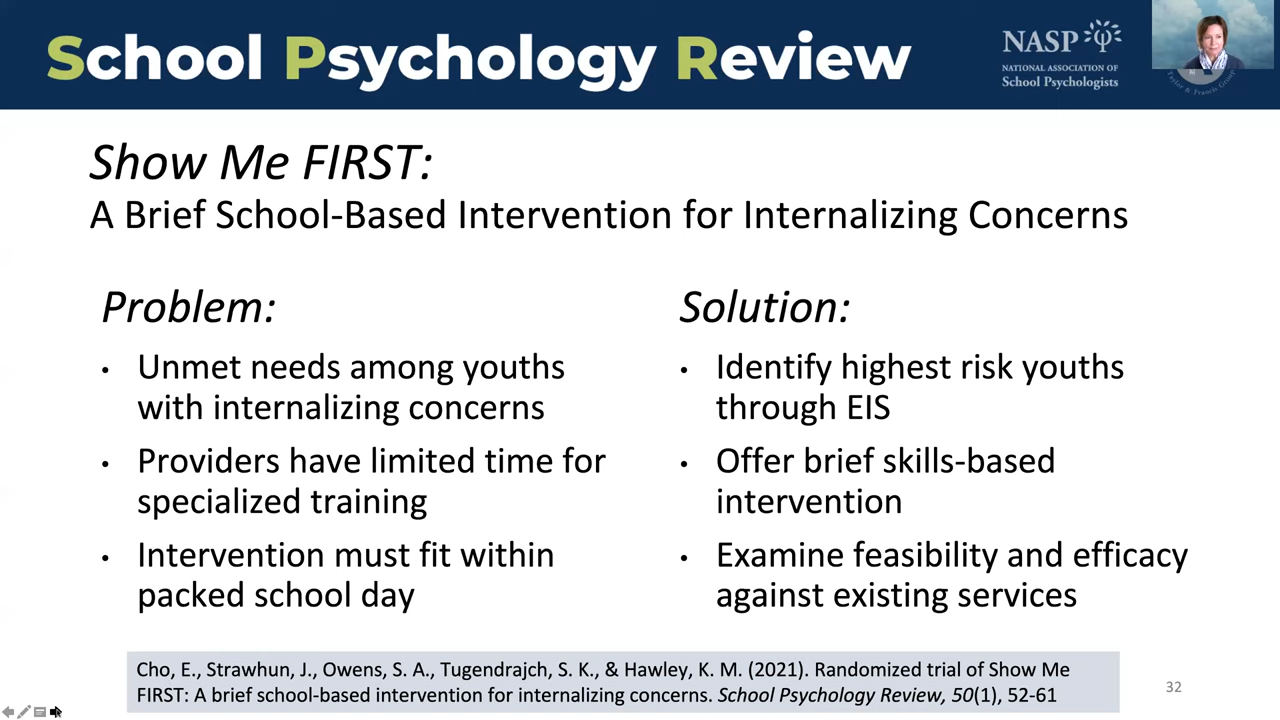 School Psychology Review
NASP
NATIONAL ASSOCIATION OF
School Psychologists
Taylor & Francis Group
Show Me FIRST:
A Brief School-Based Intervention for Internalizing Concerns
Problem:
• Unmet needs among youths
with internalizing concerns
• Providers have limited time for
specialized training
• Intervention must fit within
packed school day
Solution:
• Identify highest risk youths
through EIS
• Offer brief skills-based
intervention
• Examine feasibility and efficacy
against existing services
Cho, E., Strawhun, J., Owens, S. A., Tugendrajch, S. K., & Hawley, K. M. (2021). Randomized trial of Show Me
FIRST: A brief school-based intervention for internalizing concerns. School Psychology Review, 50(1), 52-61
32